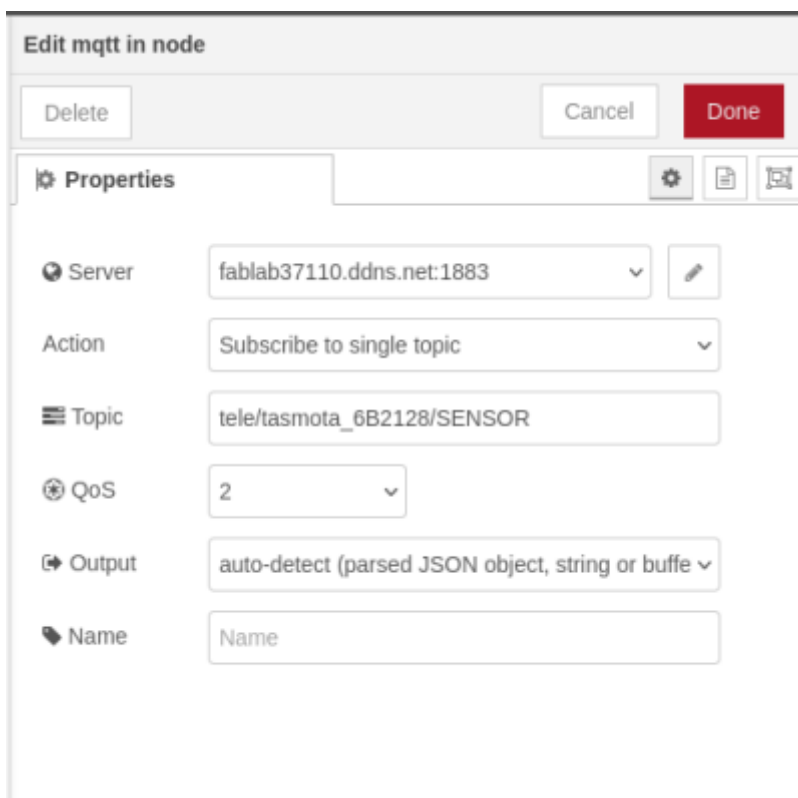 Edit mqtt in node
Delete
Cancel
Done
Properties
Server
fablab37110.ddns.net:1883
Action
Subscribe to single topic
Topic
tele/tasmota_6B2128/SENSOR
QoS
2
Output
auto-detect (parsed JSON object, string or buffe
Name
Name